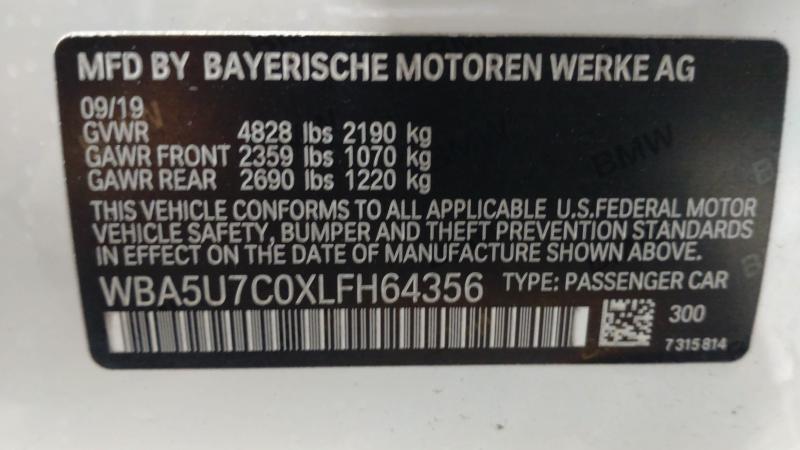 MFD BY BAYERISCHE MOTOREN WERKE AG
09/19
GVWR 4828 lbs 2190 kg
GAWR FRONT 2359 lbs 1070 kg
GAWR REAR 2690 lbs 1220 kg
THIS VEHICLE CONFORMS TO ALL APPLICABLE U.S.FEDERAL MOTOR
VEHICLE SAFETY, BUMPER AND THEFT PREVENTION STANDARDS
IN EFFECT ON THE DATE OF MANUFACTURE SHOWN ABOVE.
WBA5U7C0XLFH64356 TYPE: PASSENGER CAR
300
7315814
BMW